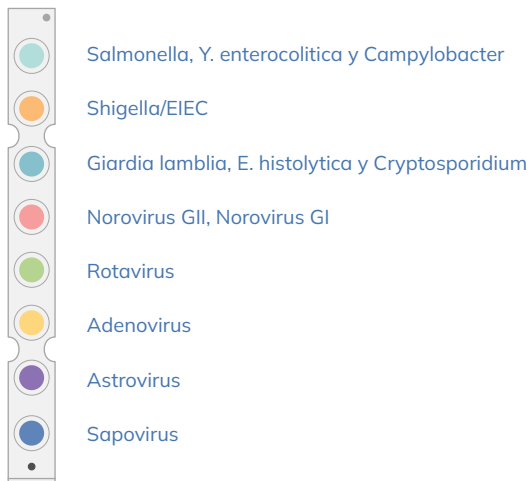 Salmonella, Y. enterocolitica y Campylobacter
Shigella/EIEC
Giardia lamblia, E. histolytica y Cryptosporidium
Norovirus GII, Norovirus GI
Rotavirus
Adenovirus
Astrovirus
Sapovirus